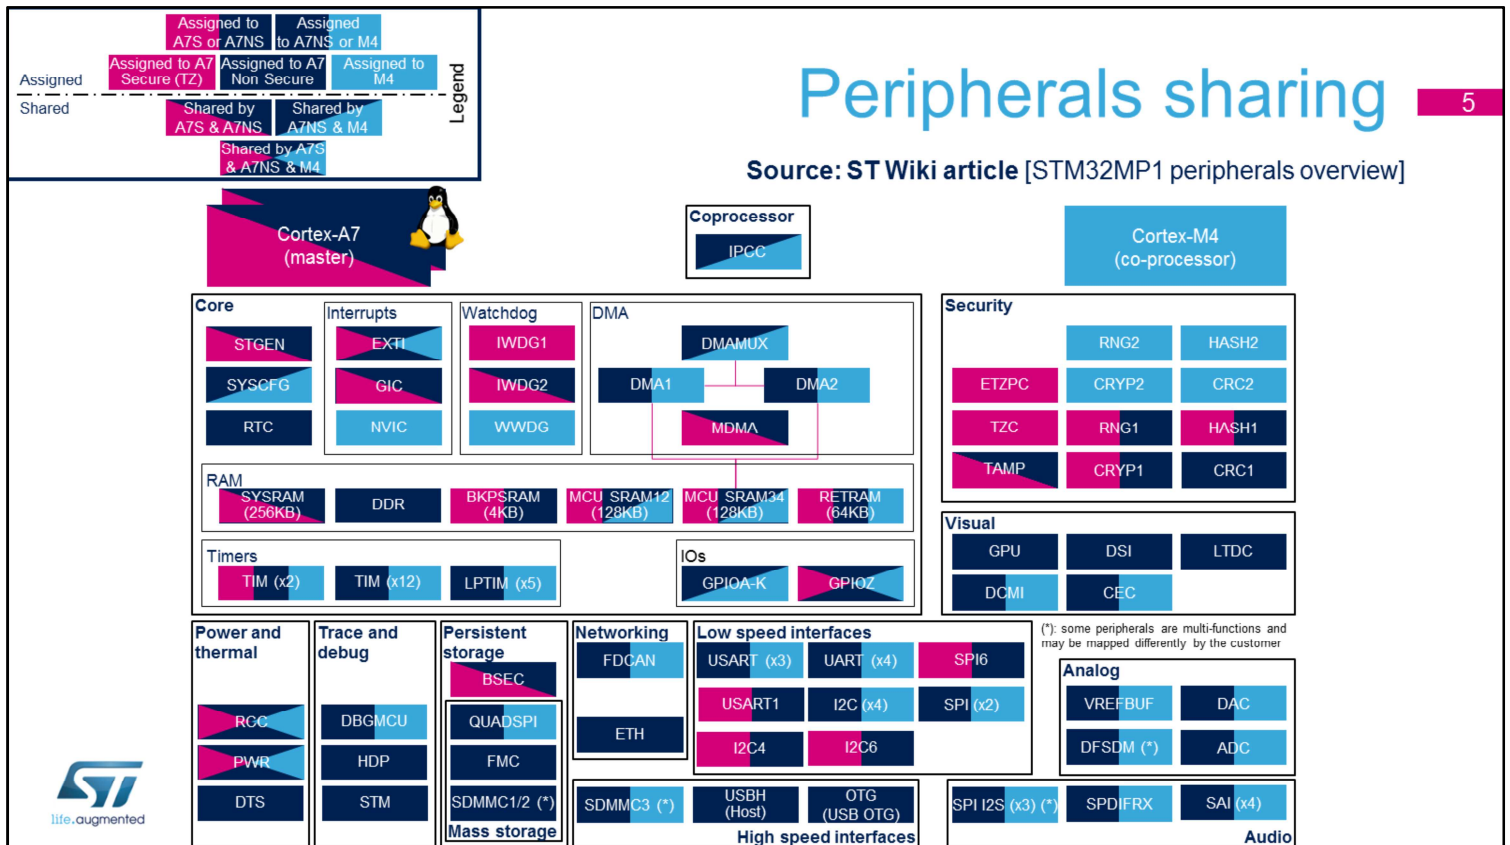 Assigned to
A7S or A7NS
Assigned
to A7NS or M4
Assigned
Assigned to A7
Secure (TZ)
Assigned to A7
Non Secure
Assigned to
M4
Shared
Shared by
A7S & A7NS
Shared by
A7NS & M4
Shared by A7S
& A7NS & M4
Legend
Peripherals sharing
5
Source: ST Wiki article [STM32MP1 peripherals overview]
Cortex-A7
(master)
Coprocessor
IPCC
Cortex-M4
(co-processor)
Core
STGEN
SYSCFG
RTC
Interrupts
EXTI
GIC
NVIC
Watchdog
IWDG1
IWDG2
WWDG
DMA
DMAMUX
DMA1
DMA2
MDMA
RAM
SYSRAM
(256KB)
DDR
BKPSRAM
(4KB)
MCU SRAM12
(128KB)
MCU SRAM34
(128KB)
RETRAM
(64KB)
Timers
TIM (x2)
TIM (x12)
LPTIM (x5)
IOs
GPIOA-K
GPIOZ
Security
RNG2
HASH2
ETZPC
CRYP2
CRC2
TZC
RNG1
HASH1
TAMP
CRYP1
CRC1
Visual
GPU
DSI
LTDC
DCMI
CEC
Power and
thermal
RCC
PWR
DTS
Trace and
debug
DBGMCU
HDP
STM
Persistent
storage
BSEC
QUADSPI
FMC
SDMMC1/2 (*)
Mass storage
Networking
FDCAN
ETH
Low speed interfaces
USART (x3)
UART (x4)
SPI6
USART1
I2C (x4)
SPI (x2)
I2C4
I2C6
(*): some peripherals are multi-functions and
may be mapped differently by the customer
Analog
VREFBUF
DAC
DFSDM (*)
ADC
SDMMC3 (*)
USBH
(Host)
OTG
(USB OTG)
High speed interfaces
SPI I2S (x3) (*)
SPDIFRX
SAI (x4)
Audio
ST
life.augmented